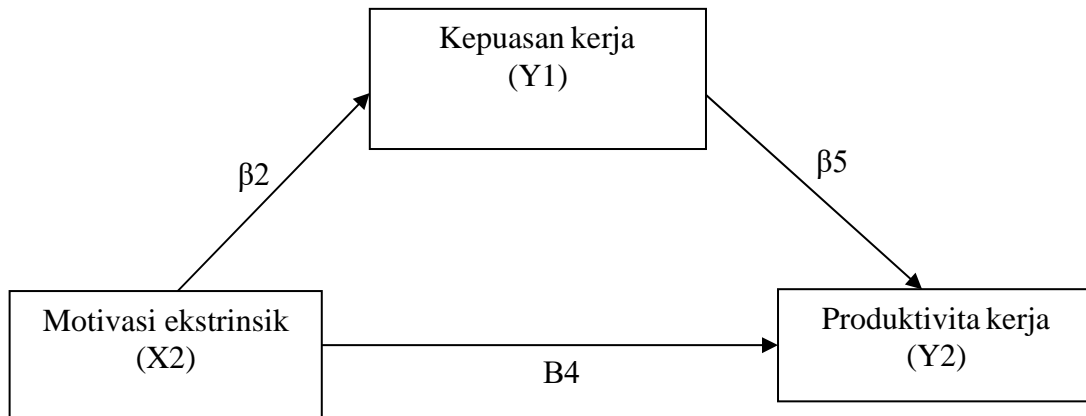 Kepuasan kerja
(Y1)
β2
β5
Motivasi ekstrinsik
(X2)
Produktivita kerja
(Y2)
B4